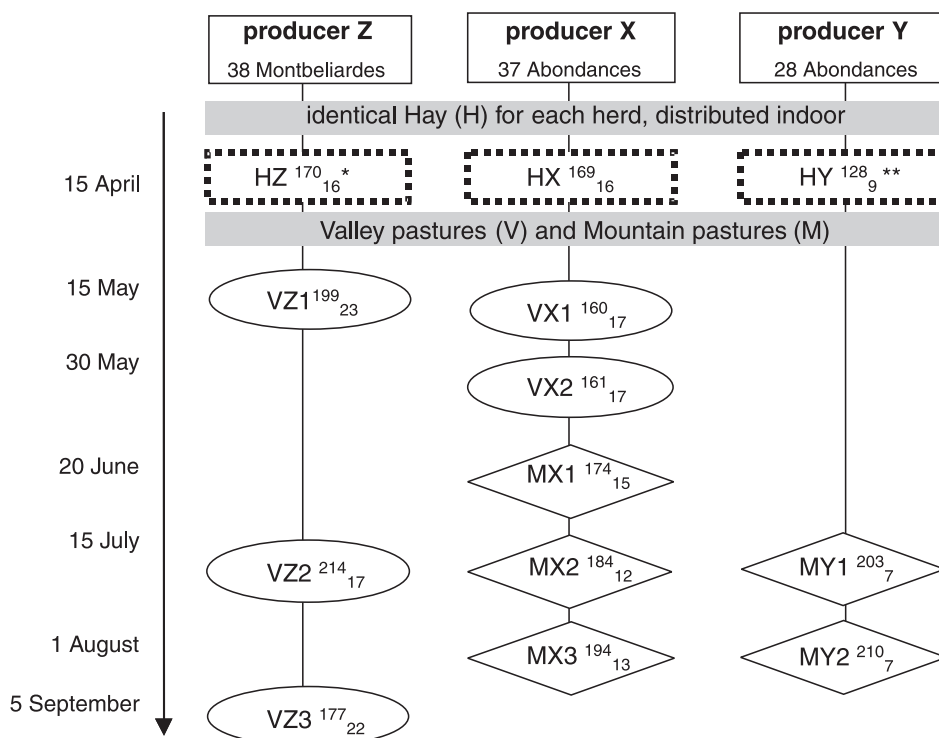 producer Z
38 Montbeliardes
producer X
37 Abondances
producer Y
28 Abondances
identical Hay (H) for each herd, distributed indoor
15 April
HZ 170 16 *
HX 169 16
HY 128 9 **
Valley pastures (V) and Mountain pastures (M)
15 May
VZ1 199 23
VX1 160 17
30 May
VX2 161 17
20 June
MX1 174 15
15 July
VZ2 214 17
MX2 184 12
MY1 203 7
1 August
MX3 194 13
MY2 210 7
5 September
VZ3 177 22